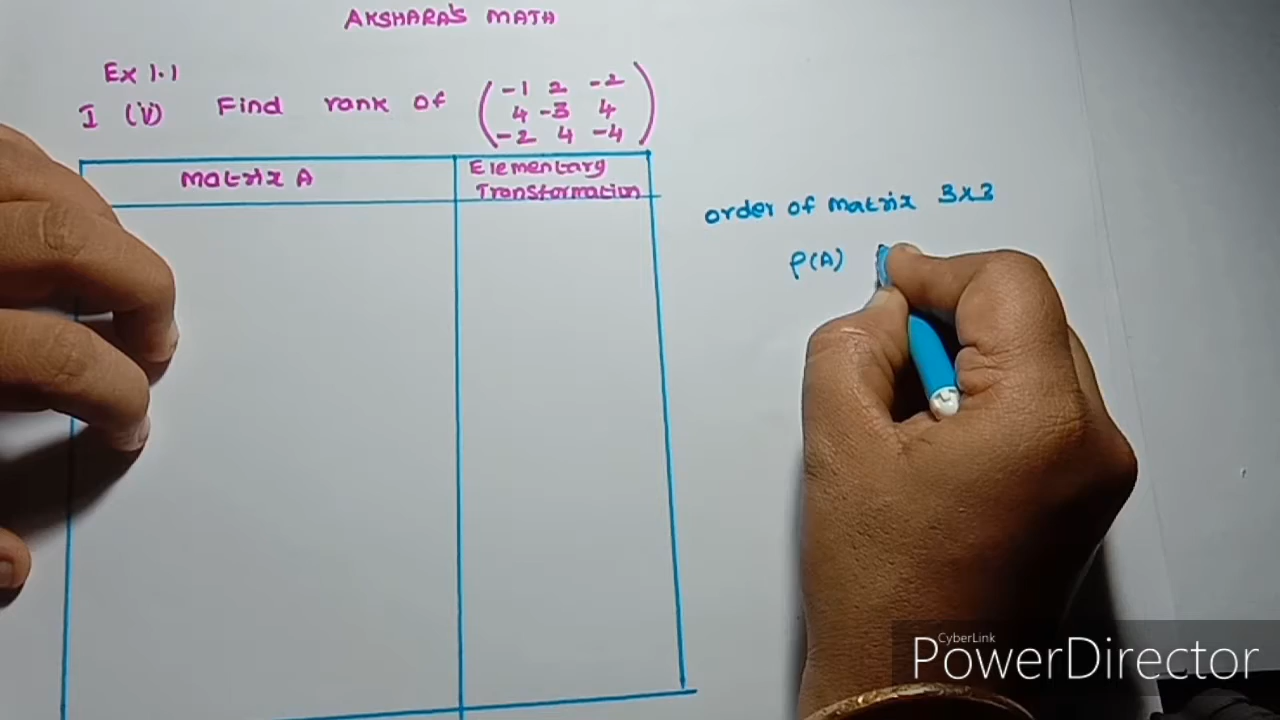 AKSHARA'S MATH
Ex 1.1
I (v) Find rank of
-1 2 -2
4 -3 4
-2 4 -4
Matrix A
Elementary
Transformation
order of matrix 3x3
ρ(A)
CyberLink
PowerDirector